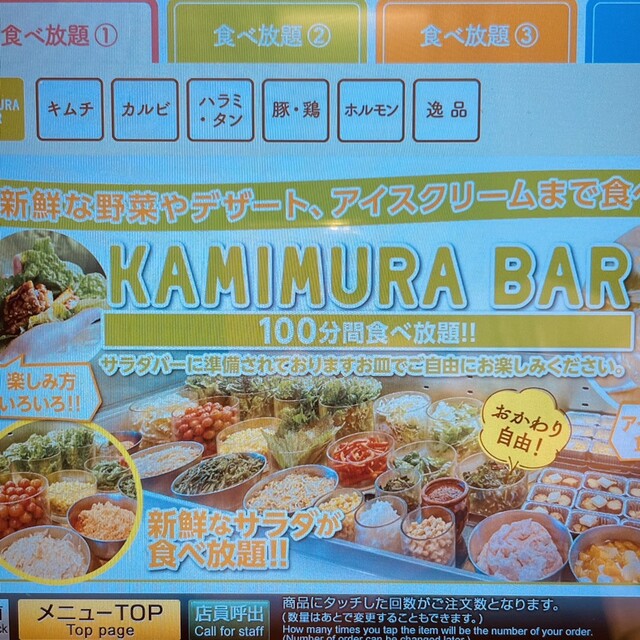 食べ放題①
食べ放題②
食べ放題③
URA
キムチ
カルビ
ハラミ
・タン
豚・鶏
ホルモン
逸品
新鮮な野菜やデザート、アイスクリームまで食べ
KAMIMURA BAR
100分間食べ放題!!
サラダバーに準備されておりますお皿でご自由にお楽しみください。
楽しみ方
いろいろ!!
おかわり
自由!
新鮮なサラダが
食べ放題!!
メニューTOP
Top page
店員呼出
Call for staff
商品にタッチした回数がご注文数となります。
(数量はあとで変更することもできます。)
How many times you tap the item will be the number of your order.
(Number of order can be changed later.)